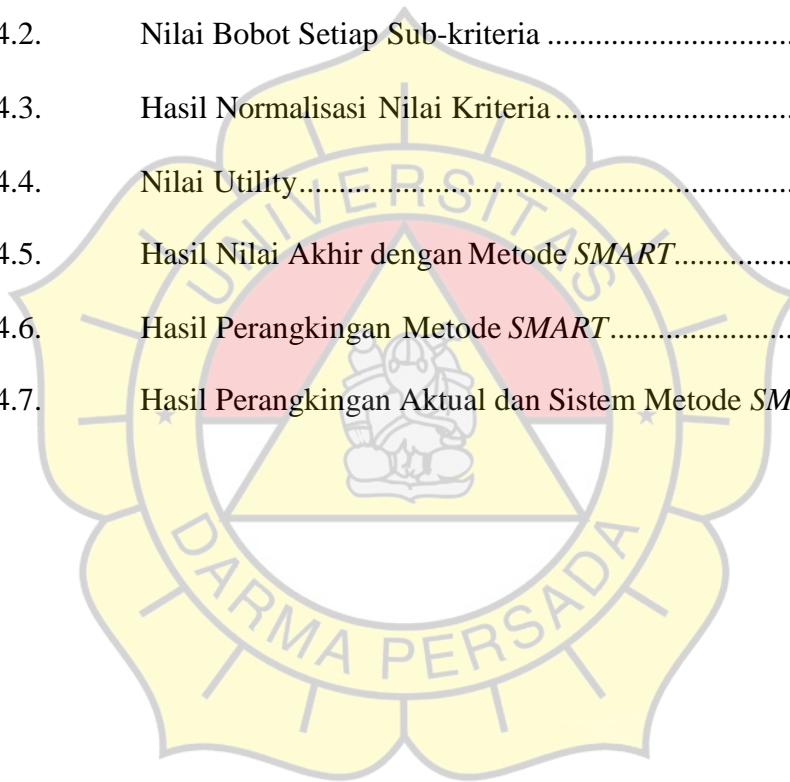 4.2. Nilai Bobot Setiap Sub-kriteria ...............................
4.3. Hasil Normalisasi Nilai Kriteria ..............................
4.4. Nilai Utility...............................................................
4.5. Hasil Nilai Akhir dengan Metode SMART...............
4.6. Hasil Perangkingan Metode SMART .......................
4.7. Hasil Perangkingan Aktual dan Sistem Metode
UNIVERSITAS
DARMA PERSADA